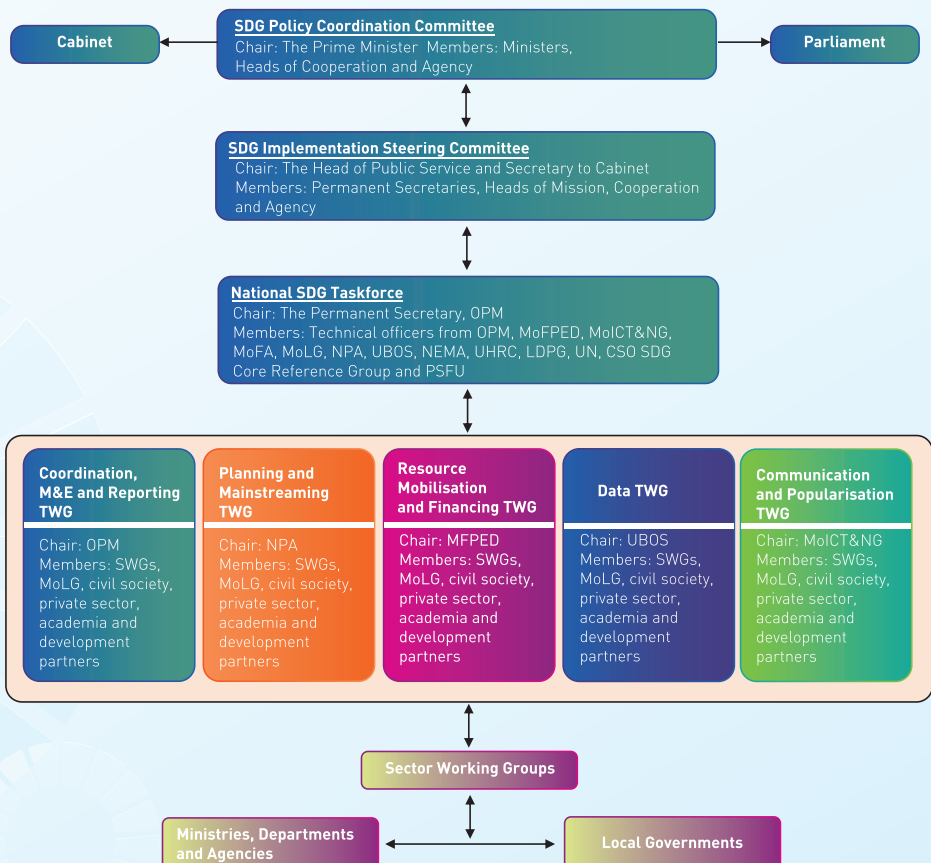 SDG Policy Coordination Committee
Chair: The Prime Minister Members: Ministers,
Heads of Cooperation and Agency
Cabinet
Parliament
SDG Implementation Steering Committee
Chair: The Head of Public Service and Secretary to Cabinet
Members: Permanent Secretaries, Heads of Mission, Cooperation
and Agency
National SDG Taskforce
Chair: The Permanent Secretary, OPM
Members: Technical officers from OPM, MoFPED, MoICT&NG,
MoFA, MoLG, NPA, UBOS, NEMA, UHRC, LDPG, UN, CSO SDG
Core Reference Group and PSFU
Coordination,
M&E and Reporting
TWG
Chair: OPM
Members: SWGs,
MoLG, civil society,
private sector,
academia and
development
partners
Planning and
Mainstreaming
TWG
Chair: NPA
Members: SWGs,
MoLG, civil society,
private sector,
academia and
development
partners
Resource
Mobilisation
and Financing TWG
Chair: MFPED
Members: SWGs,
MoLG, civil society,
private sector,
academia and
development
partners
Data TWG
Chair: UBOS
Members: SWGs,
MoLG, civil society,
private sector,
academia and
development
partners
Communication
and Popularisation
TWG
Chair: MoICT&NG
Members: SWGs,
MoLG, civil society,
private sector,
academia and
development
partners
Sector Working Groups
Ministries, Departments
and Agencies
Local Governments